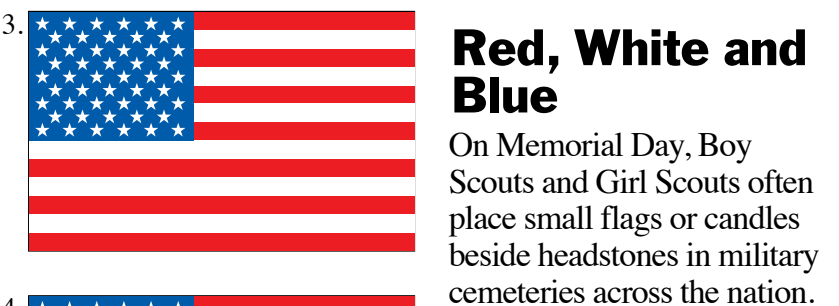 3.
Red, White and
Blue
On Memorial Day, Boy
Scouts and Girl Scouts often
place small flags or candles
beside headstones in military
cemeteries across the nation.